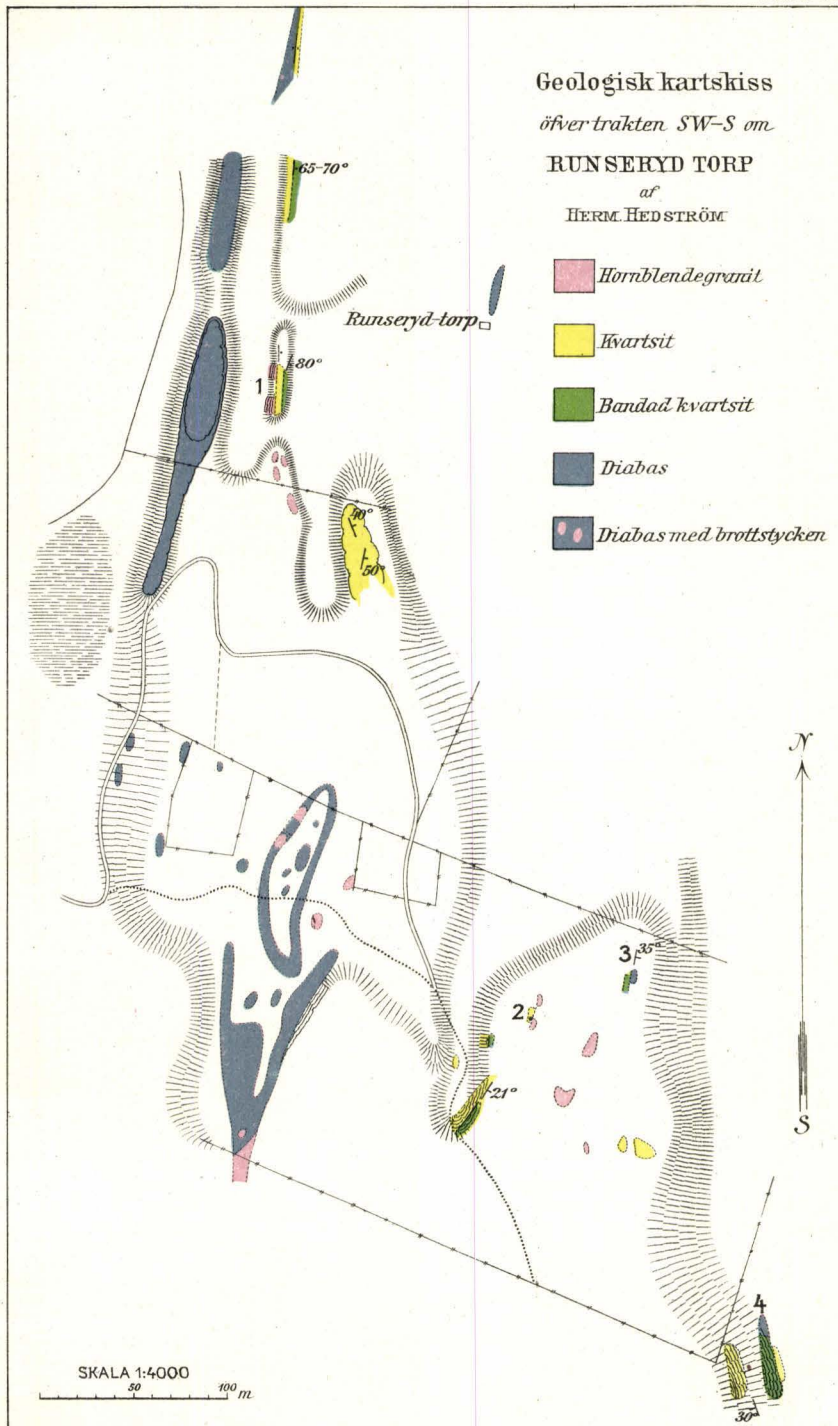 Geologisk kartskiss
öfver trakten SW-S om
RUNSERYD TORP
af
HERM. HEDSTRÖM
Hornblendegranit
Kvartsit
Bandad kvartsit
Diabas
Diabas med brottstycken
65-70°
Runseryd-torp
80°
1
40°
50°
N
S
3
35°
2
21°
4
30°
SKALA 1:4000
50
100 m